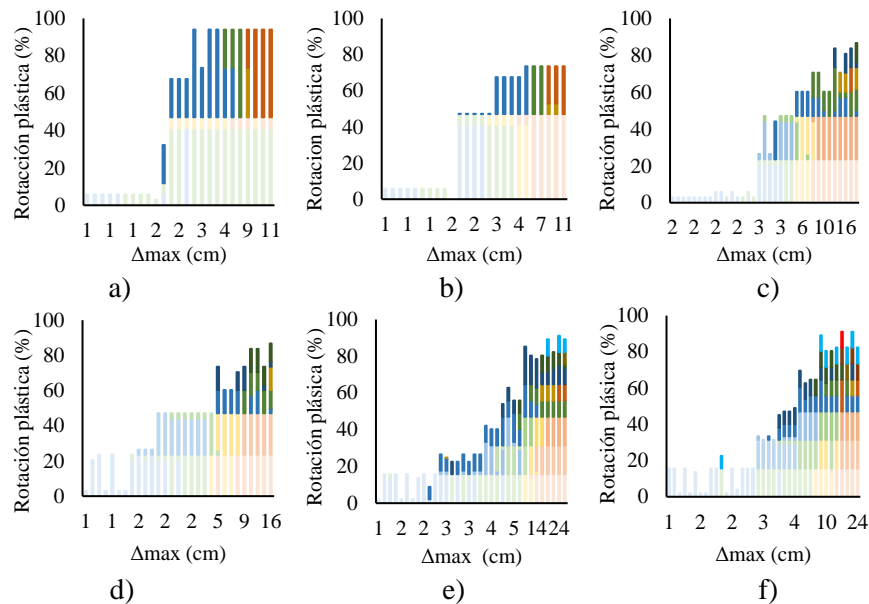 Rotacción plástica (%)
100
80
60
40
20
0
1 1 1 2 2 3 4 9 11
Δmax (cm)
a)
Rotacion plástica (%)
100
80
60
40
20
0
1 1 1 2 2 3 4 7 11
Δmax (cm)
b)
Rotación plástica (%)
100
80
60
40
20
0
2 2 2 2 3 3 6 10 16
Δmax (cm)
c)
Rotación plástica (%)
100
80
60
40
20
0
1 1 2 2 2 5 9 16
Δmax (cm)
d)
Rotación plásica (%)
100
80
60
40
20
0
1 2 2 3 3 4 5 14 24
Δmax (cm)
e)
Rotación plástica (%)
100
80
60
40
20
0
1 2 2 3 4 10 24
Δmax (cm)
f)